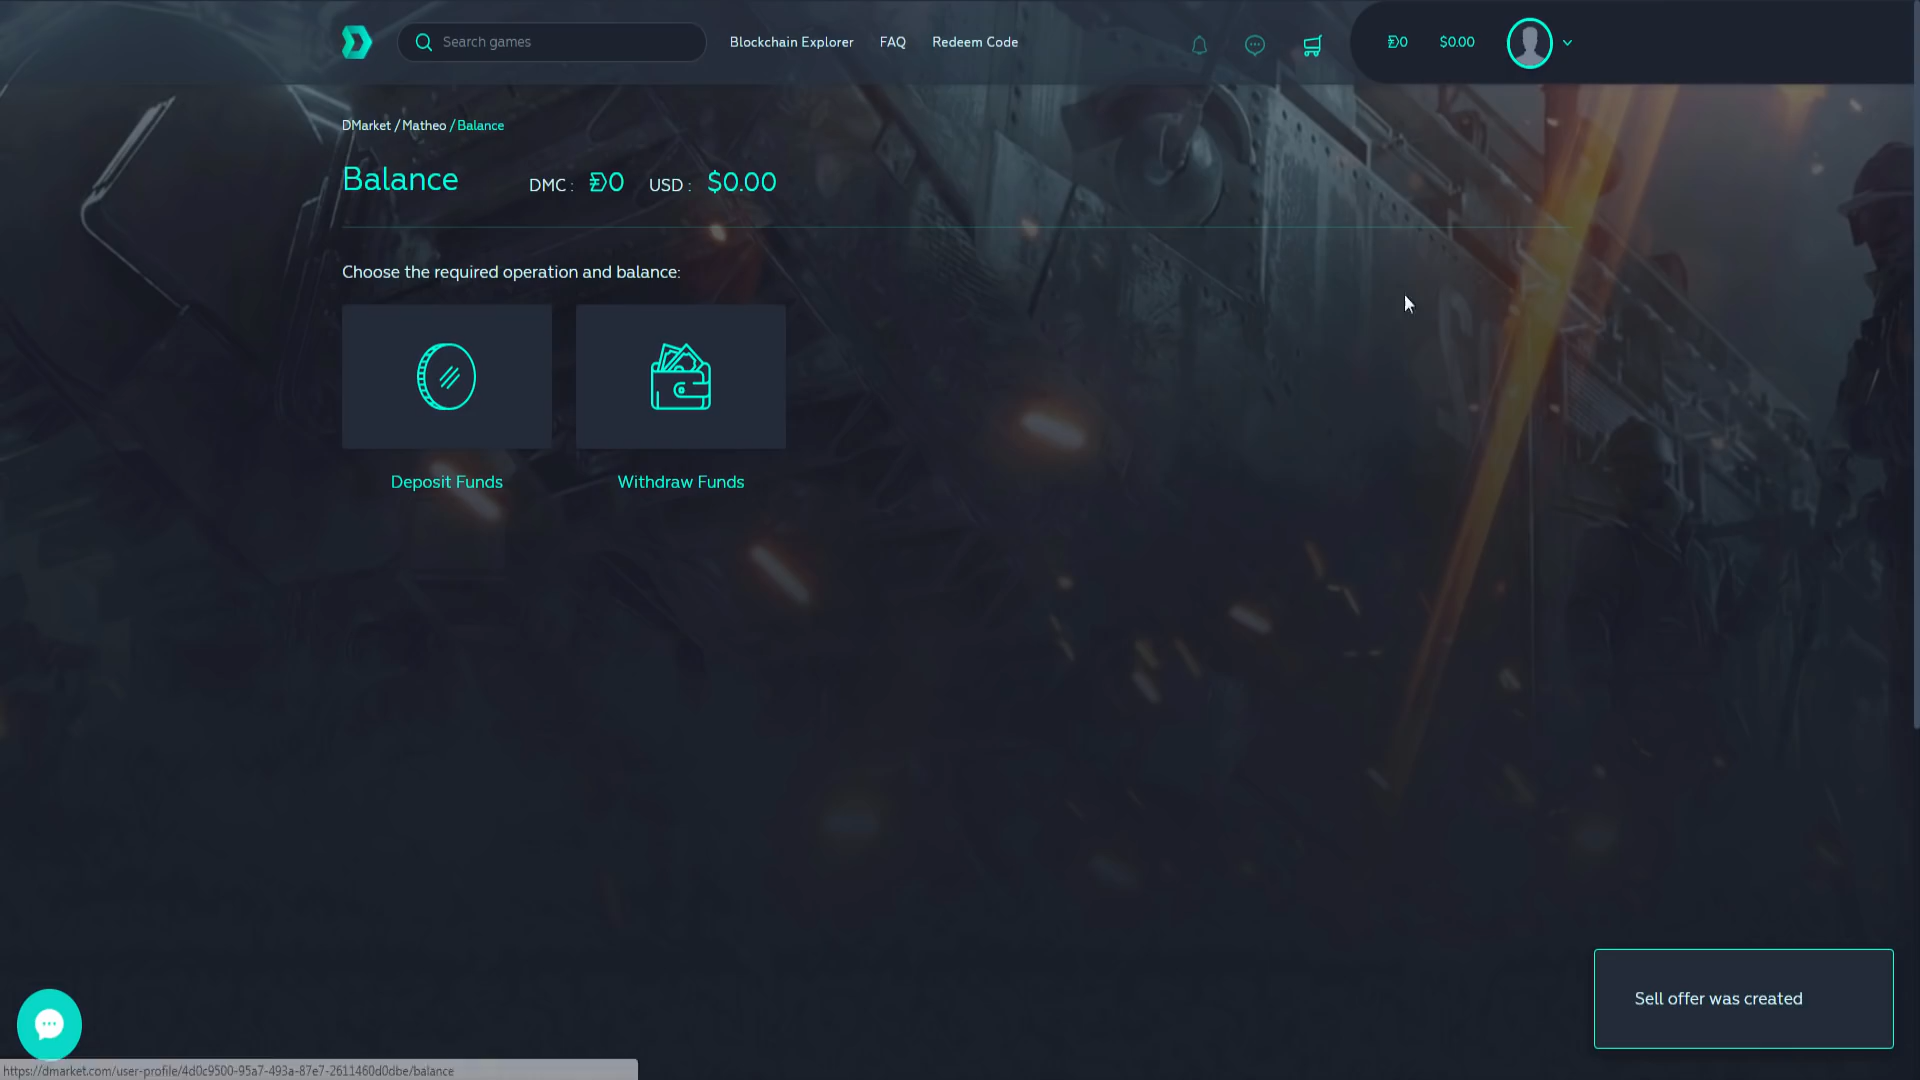 Search games
Blockchain Explorer
FAQ
Redeem Code
0
$0.00
DMarket / Matheo / Balance
Balance
DMC : 0
USD : $0.00
Choose the required operation and balance:
Deposit Funds
Withdraw Funds
Sell offer was created
https://dmarket.com/user-profile/4d0c9500-95a7-493a-87e7-2611460d0dbe/balance